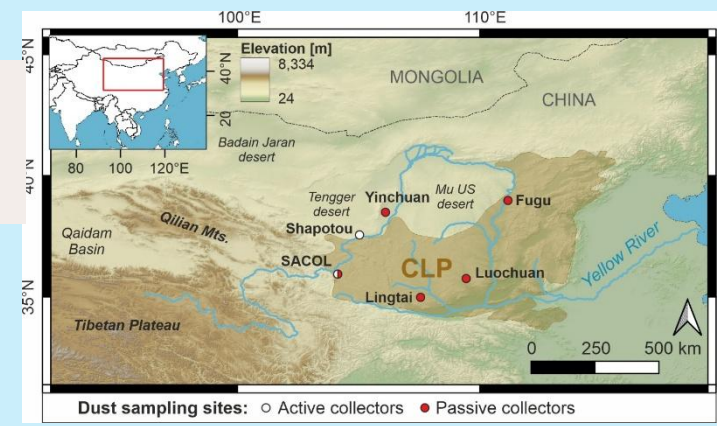 100°E
110°E
45°N
40°N
35°N
Elevation [m]
8,334
24
40°N
20
80
100
120°E
MONGOLIA
CHINA
Badain Jaran
desert
Tengger
desert
Yinchuan
Mu US
desert
Fugu
Shapotou
Qilian Mts.
Qaidam
Basin
SACOL
CLP
Luochuan
Yellow River
Lingtai
Tibetan Plateau
0 250 500 km
Dust sampling sites: Active collectors Passive collectors